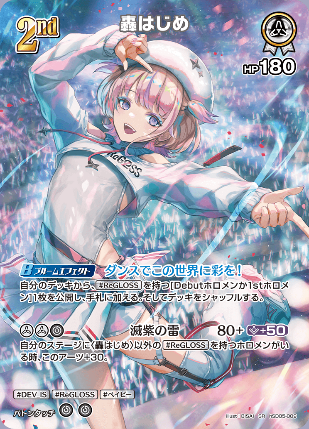 2nd
轟はじめ
HP180
ReGLOSS
ブルームエフェクト ダンスでこの世界に彩を!
自分のデッキから、#ReGLOSSを持つ[Debutホロメンか1stホロメ
ン]1枚を公開し、手札に加える。そしてデッキをシャッフルする。
滅紫の雷 80+ +50
自分のステージに〈轟はじめ〉以外の#ReGLOSSを持つホロメンがい
る時、このアーツ+30。
#DEV_IS #ReGLOSS #ベイビー
バトンタッチ